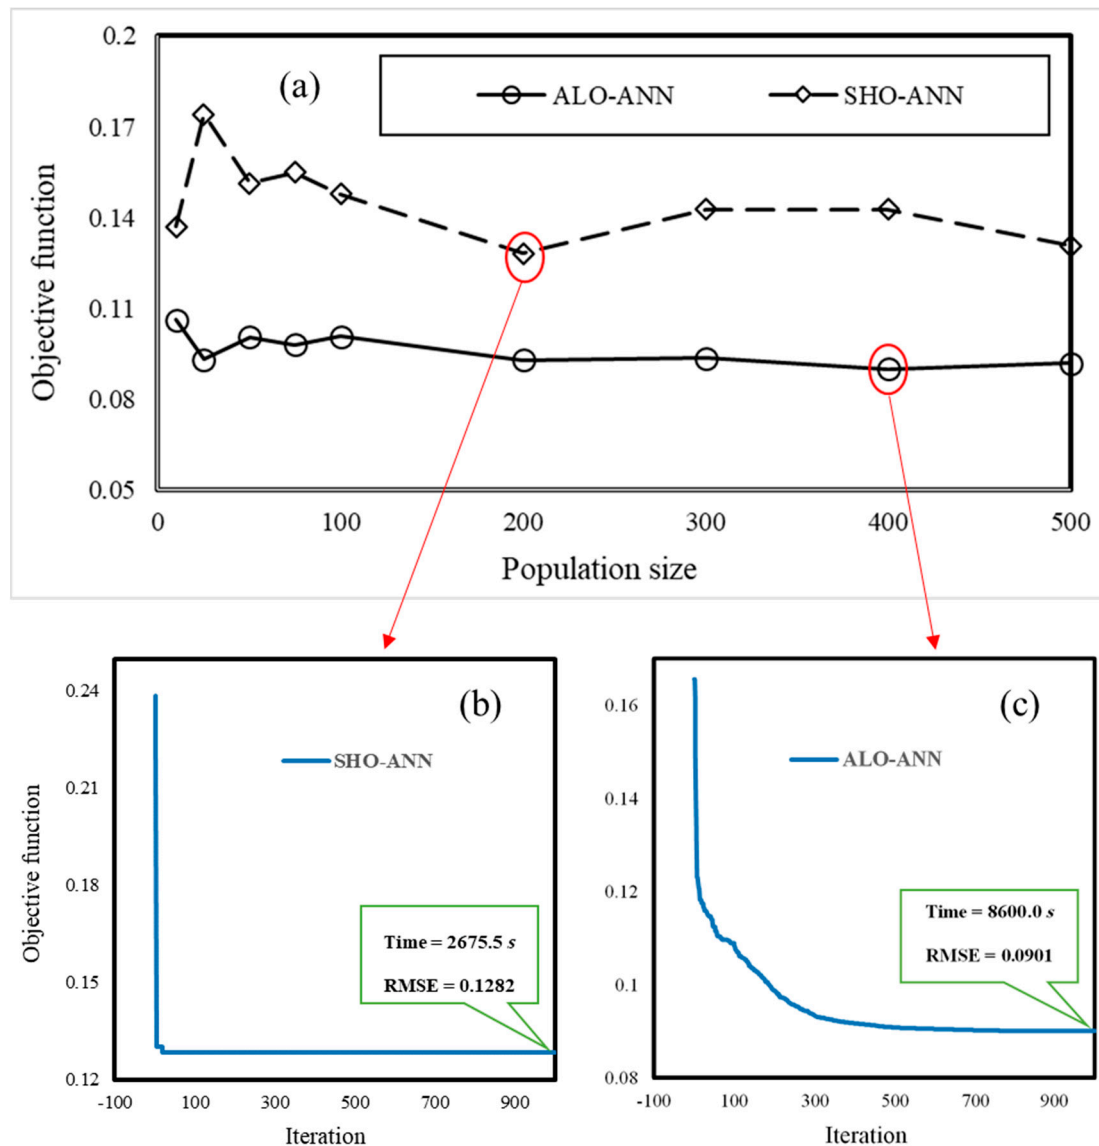 (a)
ALO-ANN
SHO-ANN
Objective function
0.2
0.17
0.14
0.11
0.08
0.05
0 100 200 300 400 500
Population size
(b)
SHO-ANN
Objective function
0.24
0.21
0.18
0.15
0.12
Time = 2675.5 s
RMSE = 0.1282
-100 100 300 500 700 900
Iteration
(c)
ALO-ANN
0.16
0.14
0.12
0.1
0.08
Time = 8600.0 s
RMSE = 0.0901
-100 100 300 500 700 900
Iteration